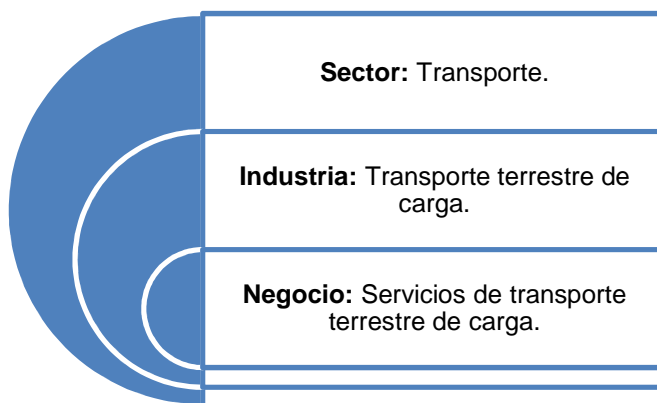 Sector: Transporte.
Industria: Transporte terrestre de
carga.
Negocio: Servicios de transporte
terrestre de carga.